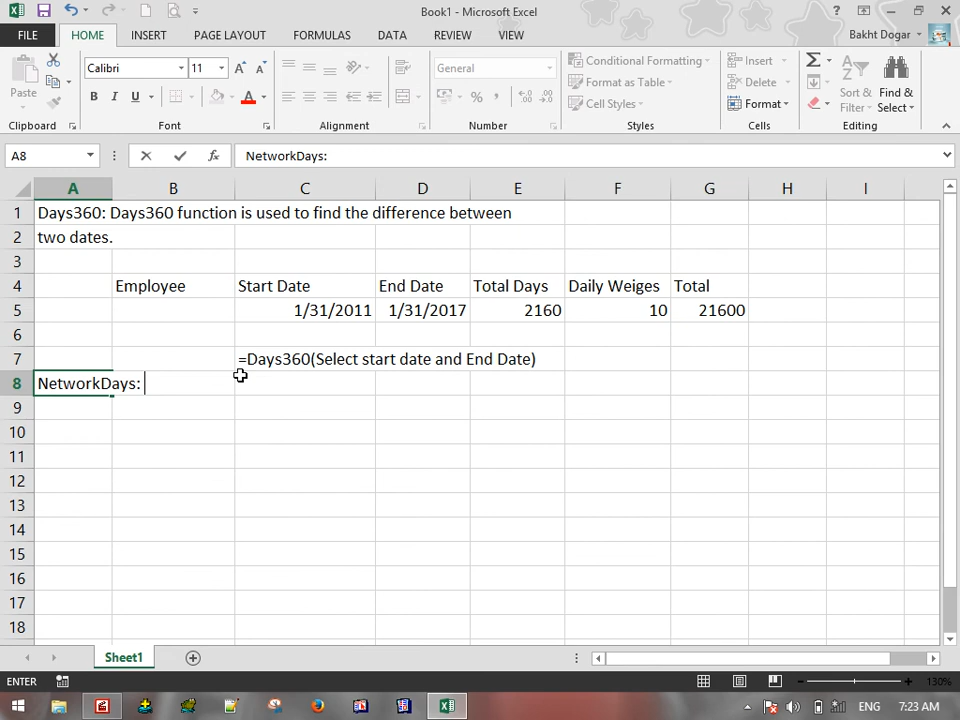 Book1 - Microsoft Excel
FILE HOME INSERT PAGE LAYOUT FORMULAS DATA REVIEW VIEW Bakht Dogar
Paste
Calibri 11
B I U A
General
% ,
Conditional Formatting
Format as Table
Cell Styles
Insert
Delete
Format
Sort & Filter
Find & Select
Clipboard Font Alignment Number Styles Cells Editing
A8 fx NetworkDays:
A B C D E F G H I
1 Days360: Days360 function is used to find the difference between
2 two dates.
3
4 Employee Start Date End Date Total Days Daily Weiges Total
5 1/31/2011 1/31/2017 2160 10 21600
6
7 =Days360(Select start date and End Date)
8 NetworkDays:
9
10
11
12
13
14
15
16
17
18
Sheet1
ENTER 130%
ENG 7:23 AM